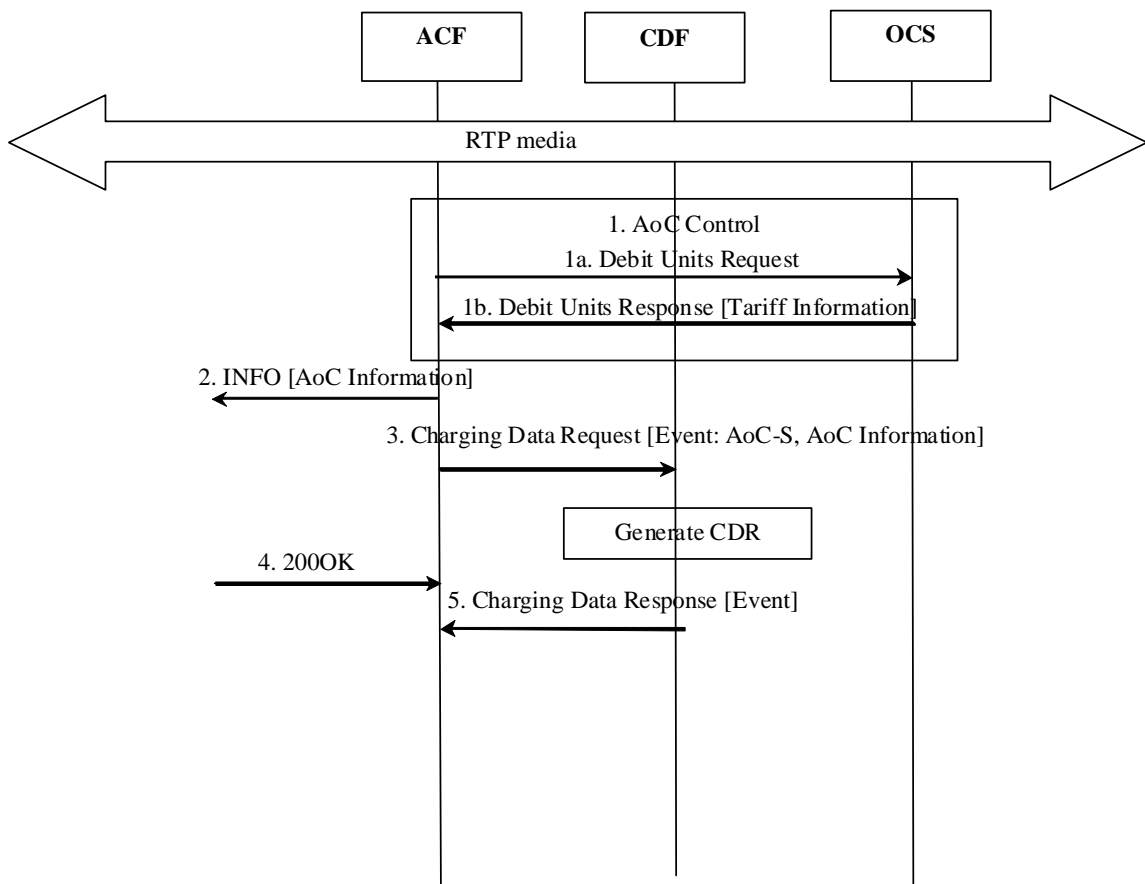 ACF
CDF
OCS
RTP media
1. AoC Control
1a. Debit Units Request
1b. Debit Units Response [Tariff Information]
2. INFO [AoC Information]
3. Charging Data Request [Event: AoC-S, AoC Information]
Generate CDR
4. 200OK
5. Charging Data Response [Event]